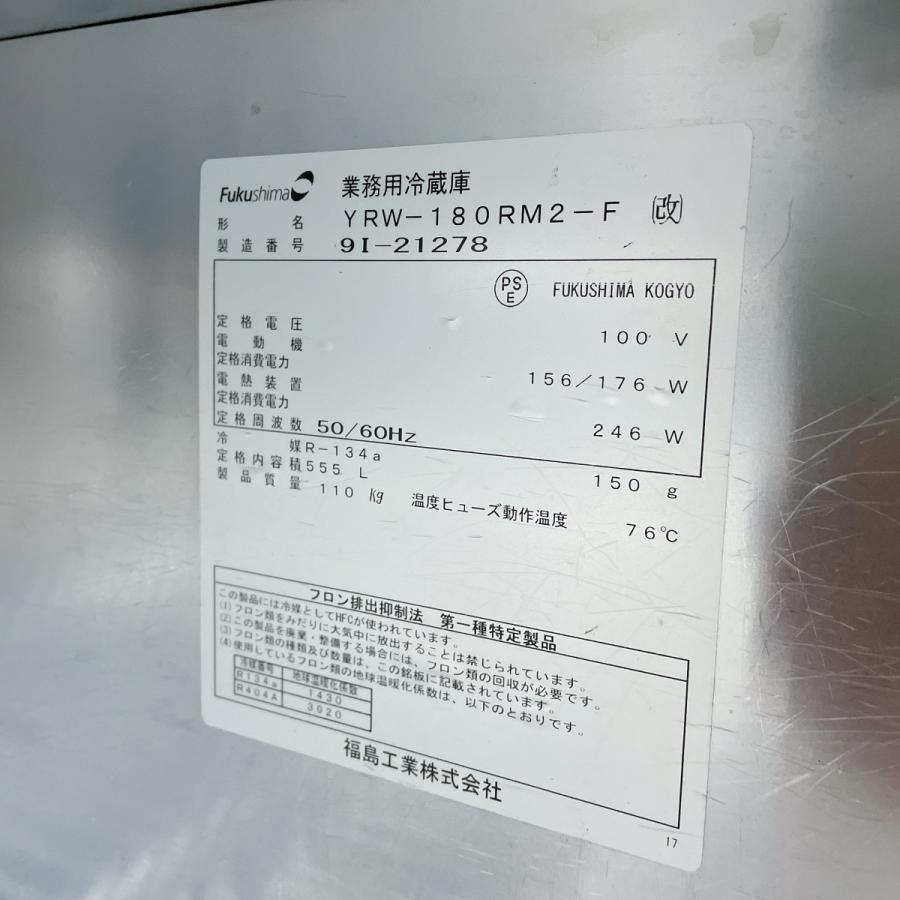 Fukushima 業務用冷蔵庫
形 名 YRW-180RM2-F (改)
製造番号 9I-21278
PSE FUKUSHIMA KOGYO
定格電圧 100 V
電動機
定格消費電力 156/176 W
電熱装置
定格消費電力 246 W
定格周波数 50/60Hz
冷 媒 R-134a 150 g
定格内容積 555 L
製品質量 110 kg 温度ヒューズ動作温度 76℃
フロン排出抑制法 第一種特定製品
この製品には冷媒としてHFCが使われています。
(1)フロン類をみだりに大気中に放出することは禁じられています。
(2)この製品を廃棄・整備する場合には、フロン類の回収が必要です。
(3)フロン類の種類及び数量は、この銘板に記載されています。
(4)使用しているフロン類の地球温暖化係数は、以下のとおりです。
冷媒番号 地球温暖化係数
R134a 1430
R404A 3920
福島工業株式会社
17